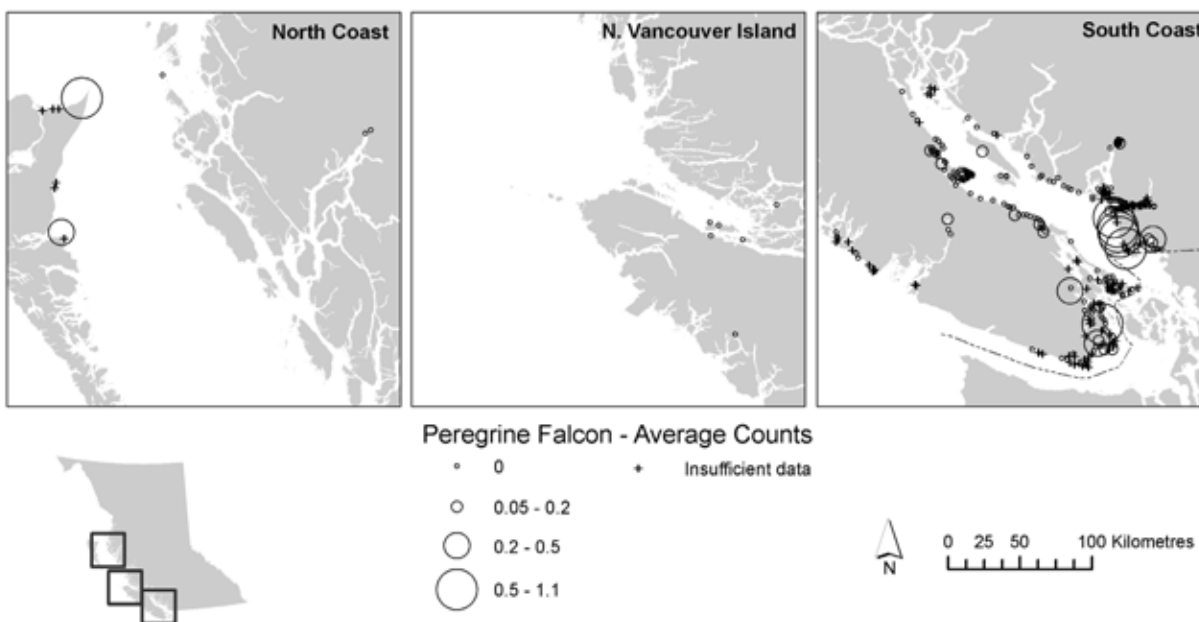 North Coast
N. Vancouver Island
South Coast
Peregrine Falcon - Average Counts
0
Insufficient data
0.05 - 0.2
0.2 - 0.5
0.5 - 1.1
N
0 25 50 100 Kilometres